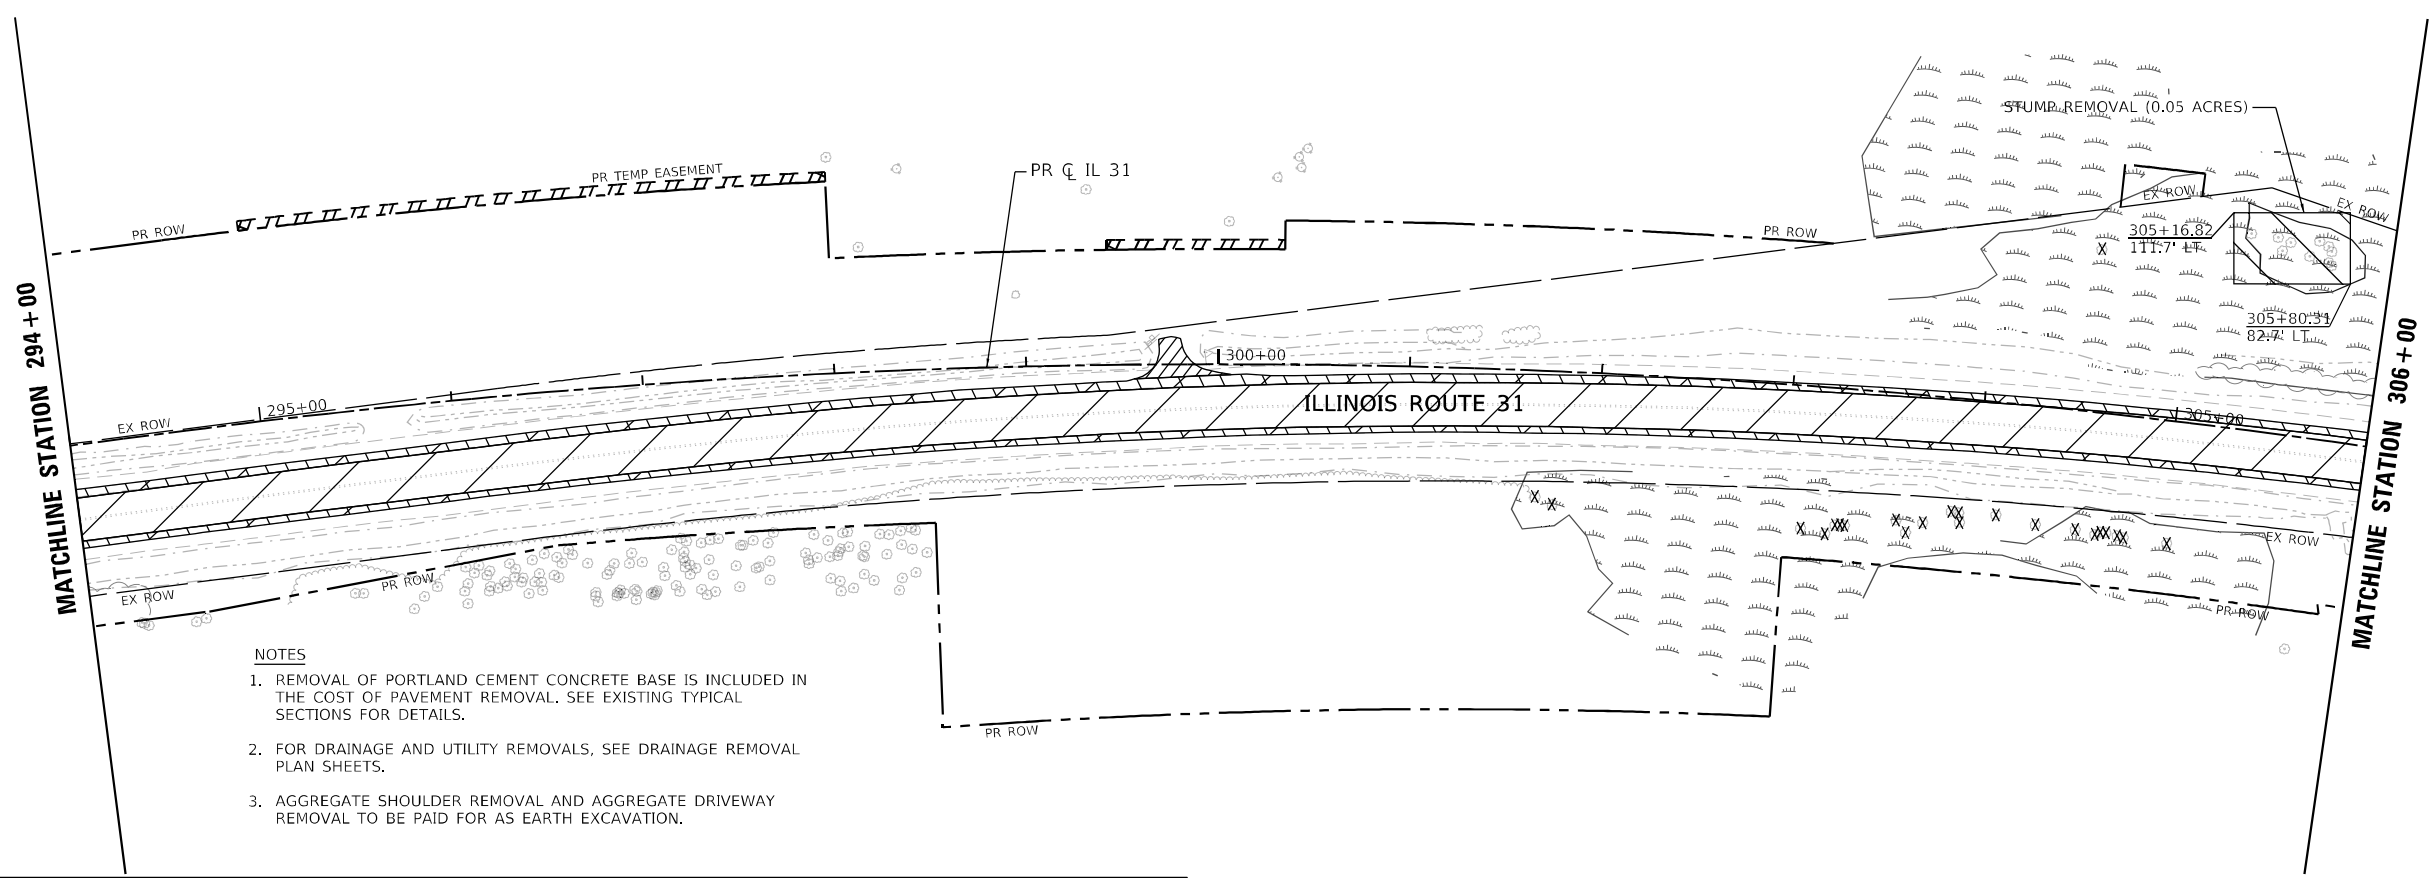 STUMP REMOVAL (0.05 ACRES)
PR TEMP EASEMENT
PR ℄ IL 31
PR ROW
PR ROW
EX ROW
EX ROW
305+16.82
111.7' LT
305+80.31
82.7' LT
MATCHLINE STATION 294+00
MATCHLINE STATION 306+00
300+00
295+00
305+00
ILLINOIS ROUTE 31
EX ROW
EX ROW
EX ROW
PR ROW
PR ROW
PR ROW
NOTES
1. REMOVAL OF PORTLAND CEMENT CONCRETE BASE IS INCLUDED IN
THE COST OF PAVEMENT REMOVAL. SEE EXISTING TYPICAL
SECTIONS FOR DETAILS.
2. FOR DRAINAGE AND UTILITY REMOVALS, SEE DRAINAGE REMOVAL
PLAN SHEETS.
3. AGGREGATE SHOULDER REMOVAL AND AGGREGATE DRIVEWAY
REMOVAL TO BE PAID FOR AS EARTH EXCAVATION.